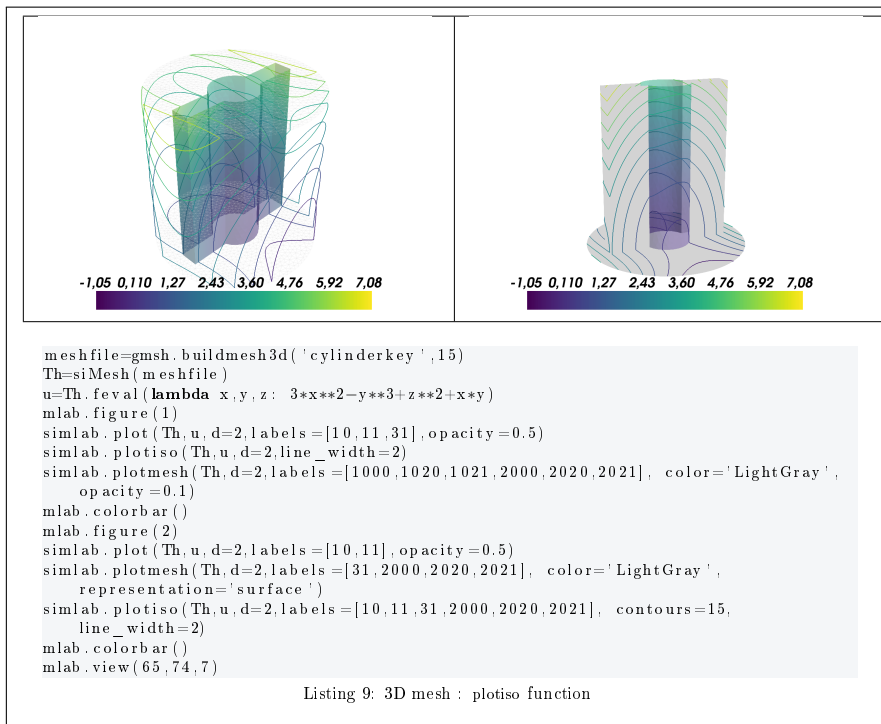 -1,05 0,110 1,27 2,43 3,60 4,76 5,92 7,08
-1,05 0,110 1,27 2,43 3,60 4,76 5,92 7,08
meshfile=gmsh.buildmesh3d('cylinderkey',15)
Th=siMesh(meshfile)
u=Th.feval(lambda x,y,z: 3*x**2-y**3+z**2+x*y)
mlab.figure(1)
simlab.plot(Th,u,d=2,labels=[10,11,31],opacity=0.5)
simlab.plotiso(Th,u,d=2,line_width=2)
simlab.plotmesh(Th,d=2,labels=[1000,1020,1021,2000,2020,2021], color='LightGray',
opacity=0.1)
mlab.colorbar()
mlab.figure(2)
simlab.plot(Th,u,d=2,labels=[10,11],opacity=0.5)
simlab.plotmesh(Th,d=2,labels=[31,2000,2020,2021], color='LightGray',
representation='surface')
simlab.plotiso(Th,u,d=2,labels=[10,11,31,2000,2020,2021], contours=15,
line_width=2)
mlab.colorbar()
mlab.view(65,74,7)
Listing 9: 3D mesh : plotiso function